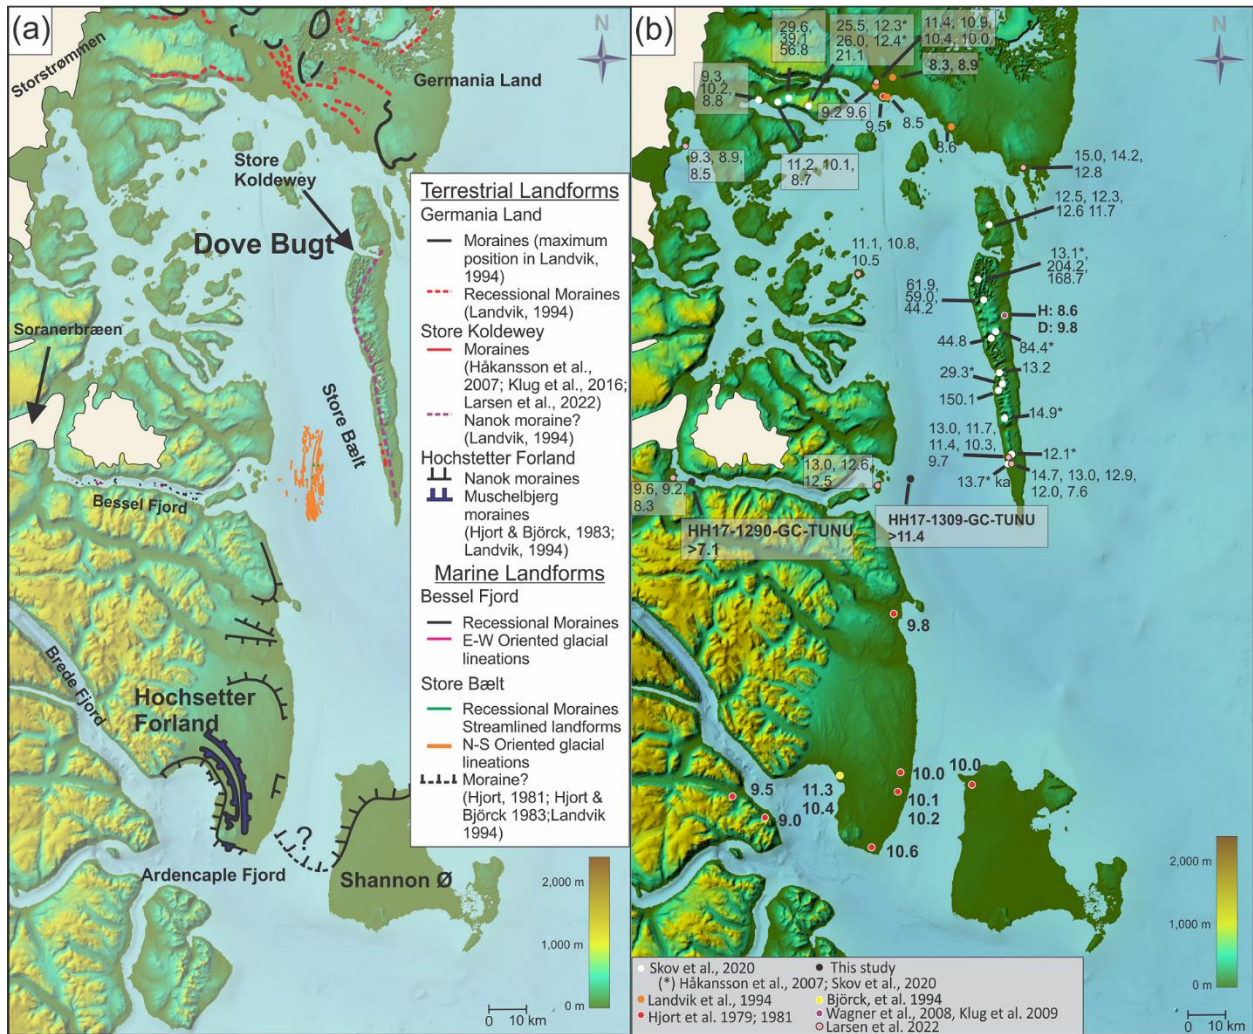 (a)
N
Storstrømmen
Germania Land
Store
Koldewey
Dove Bugt
Soranerbræen
Store Bælt
Bessel Fjord
Brede Fjord
Hochsetter
Forland
?
Ardencaple Fjord
Shannon Ø
Terrestrial Landforms
Germania Land
Moraines (maximum
position in Landvik,
1994)
Recessional Moraines
(Landvik, 1994)
Store Koldewey
Moraines
(Håkansson et al.,
2007; Klug et al., 2016;
Larsen et al., 2022)
Nanok moraine?
(Landvik, 1994)
Hochstetter Forland
Nanok moraines
Muschelbjerg
moraines
(Hjort & Björck, 1983;
Landvik, 1994)
Marine Landforms
Bessel Fjord
Recessional Moraines
E-W Oriented glacial
lineations
Store Bælt
Recessional Moraines
Streamlined landforms
N-S Oriented glacial
lineations
Moraine?
(Hjort, 1981; Hjort &
Björck 1983;Landvik
1994)
2,000 m
1,000 m
0 m
0 10 km
(b)
N
29.6,
39.1,
56.8
25.5, 12.3*
26.0, 12.4*
21.1
11.4, 10.9,
10.4, 10.0
8.3, 8.9
9.3,
10.2,
8.8
9.2 9.6
9.5
8.5
8.6
9.3, 8.9,
8.5
11.2, 10.1,
8.7
15.0, 14.2,
12.8
12.5, 12.3,
12.6 11.7
11.1, 10.8,
10.5
13.1*
204.2,
168.7
61.9,
59.0,
44.2
H: 8.6
D: 9.8
44.8
84.4*
29.3*
13.2
150.1
14.9*
13.0, 11.7,
11.4, 10.3,
9.7
12.1*
13.7* ka
14.7, 13.0, 12.9,
12.0, 7.6
13.0, 12.6,
12.5
9.6, 9.2,
8.3
HH17-1290-GC-TUNU
>7.1
HH17-1309-GC-TUNU
>11.4
9.8
10.0
10.0
11.3
10.4
10.1
10.2
9.5
9.0
10.6
2,000 m
1,000 m
0 m
0 10 km
Skov et al., 2020
(*) Håkansson et al., 2007; Skov et al., 2020
Landvik et al., 1994
Hjort et al. 1979; 1981
This study
Björck, et al. 1994
Wagner et al., 2008, Klug et al. 2009
Larsen et al. 2022